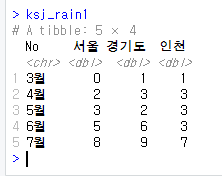 > ksj_rain1
# A tibble: 5 × 4
No 서울 경기도 인천
<chr> <dbl> <dbl> <dbl>
1 3월 0 1 1
2 4월 2 3 3
3 5월 3 2 3
4 6월 5 6 3
5 7월 8 9 7
>